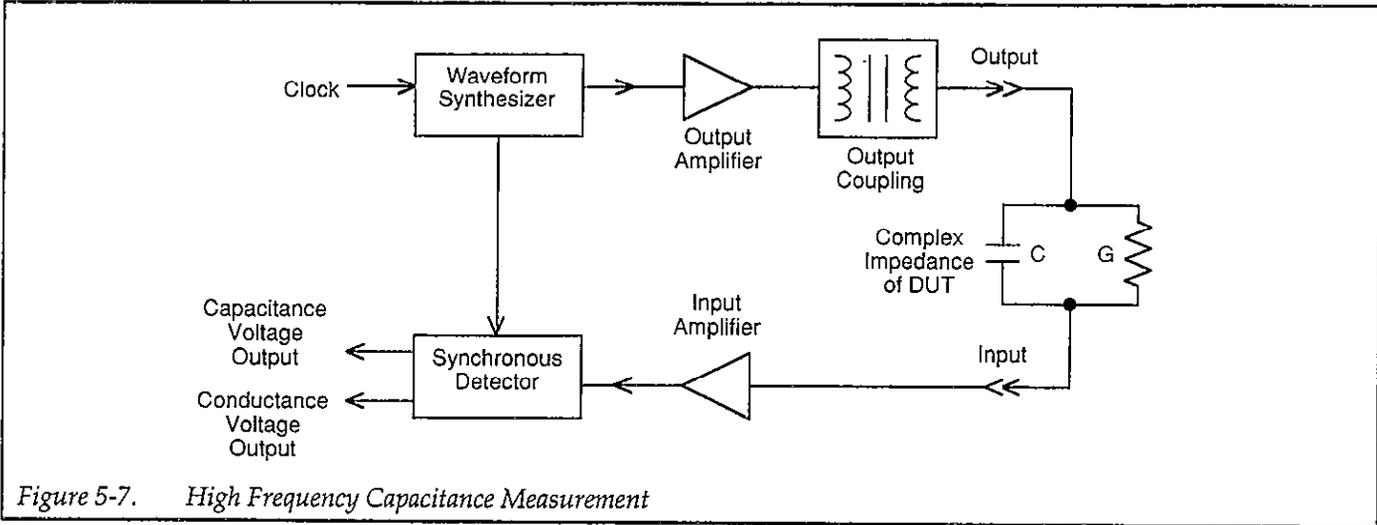 Clock
Waveform
Synthesizer
Output
Amplifier
Output
Coupling
Output
Complex
Impedance
of DUT
C
G
Input
Input
Amplifier
Synchronous
Detector
Capacitance
Voltage
Output
Conductance
Voltage
Output
Figure 5-7. High Frequency Capacitance Measurement